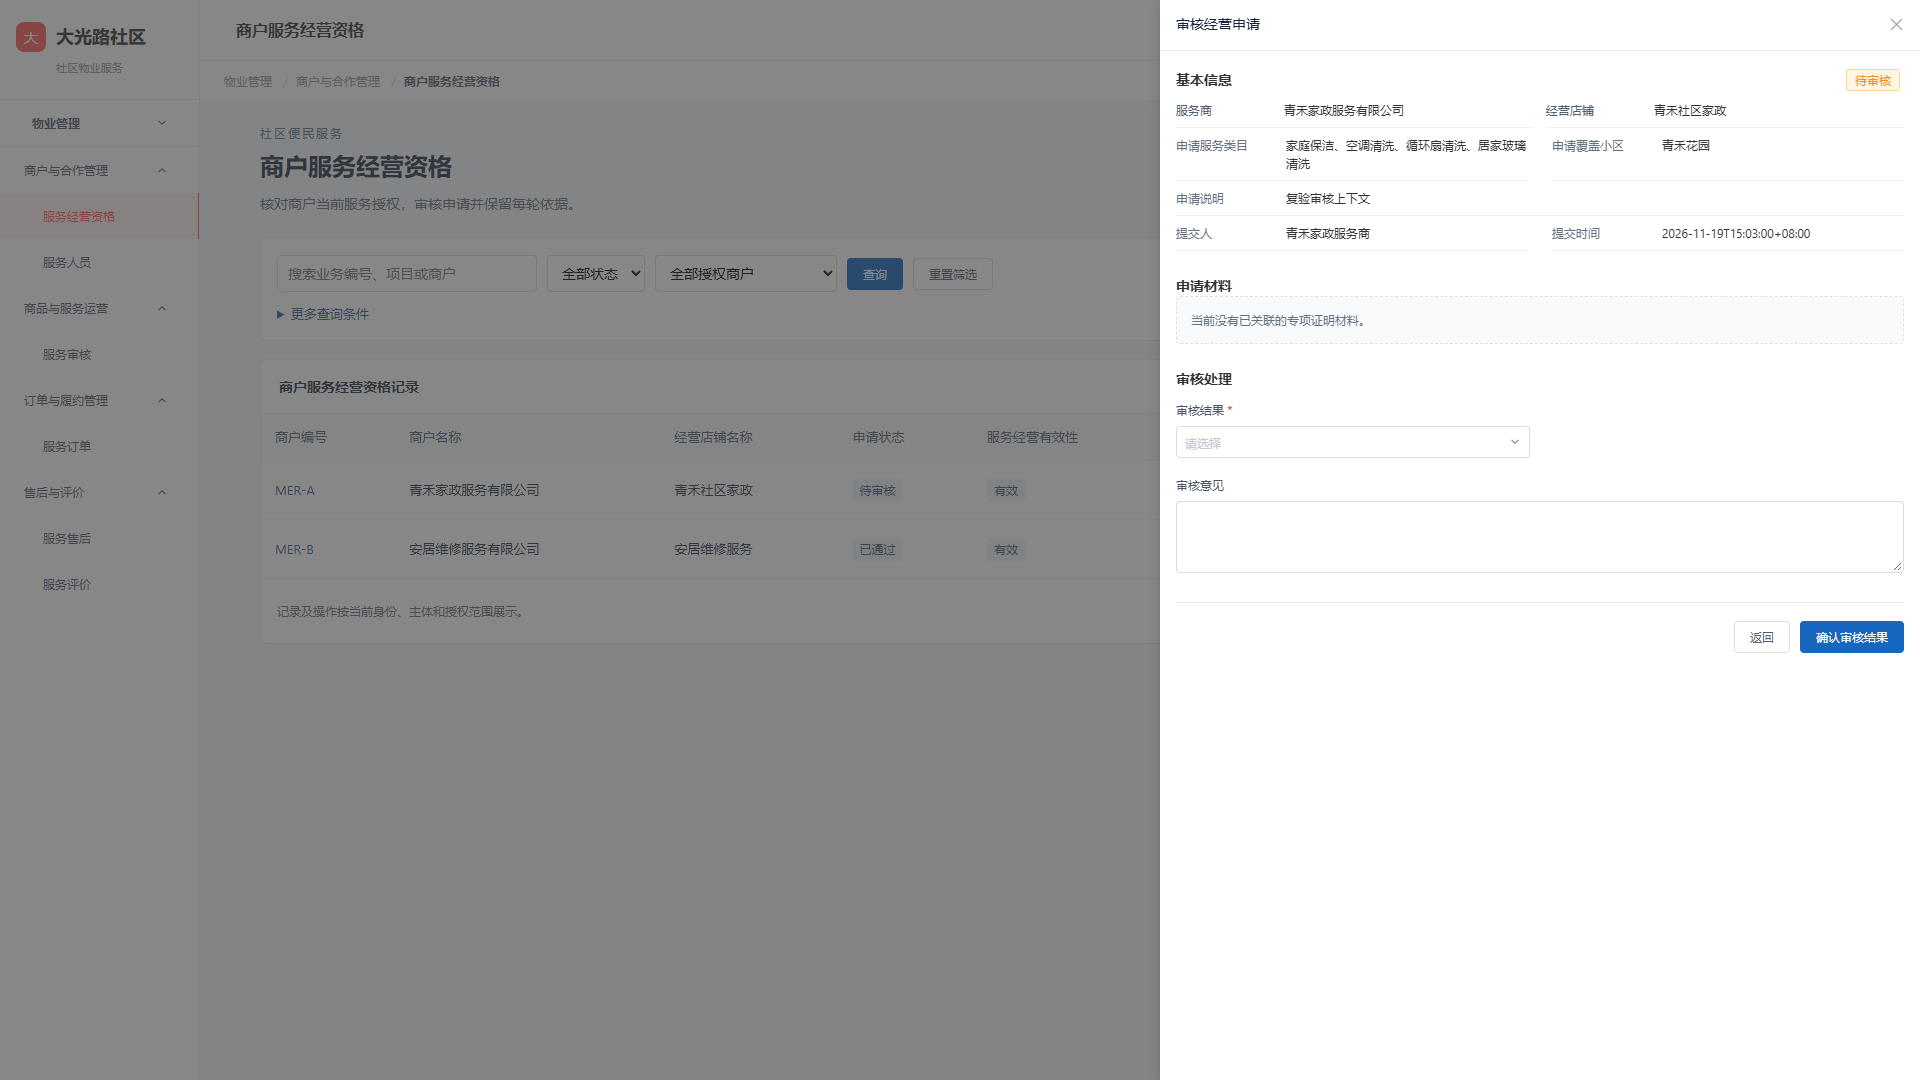 大
大光路社区
社区物业服务
物业管理
商户与合作管理
服务经营资格
服务人员
商品与服务运营
服务审核
订单与履约管理
服务订单
售后与评价
服务售后
服务评价
商户服务经营资格
物业管理 / 商户与合作管理 / 商户服务经营资格
社区便民服务
商户服务经营资格
核对商户当前服务授权，审核申请并保留每轮依据。
搜索业务编号、项目或商户 全部状态 全部授权商户 查询 重置筛选
更多查询条件
商户服务经营资格记录
商户编号 商户名称 经营店铺名称 申请状态 服务经营有效性
MER-A 青禾家政服务有限公司 青禾社区家政 待审核 有效
MER-B 安居维修服务有限公司 安居维修服务 已通过 有效
记录及操作按当前身份、主体和授权范围展示。
审核经营申请
基本信息 待审核
服务商 青禾家政服务有限公司 经营店铺 青禾社区家政
申请服务类目 家庭保洁、空调清洗、循环扇清洗、居家玻璃 申请覆盖小区 青禾花园
清洗
申请说明 复验审核上下文
提交人 青禾家政服务商 提交时间 2026-11-19T15:03:00+08:00
申请材料
当前没有已关联的专项证明材料。
审核处理
审核结果 *
请选择
审核意见
返回 确认审核结果